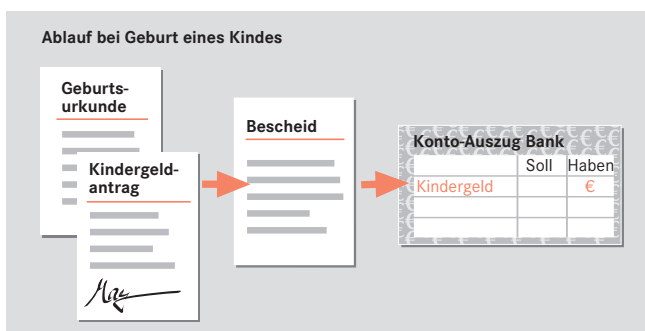 Ablauf bei Geburt eines Kindes
Geburts-
urkunde
Kindergeld-
antrag
Bescheid
Konto-Auszug Bank
Soll Haben
Kindergeld €